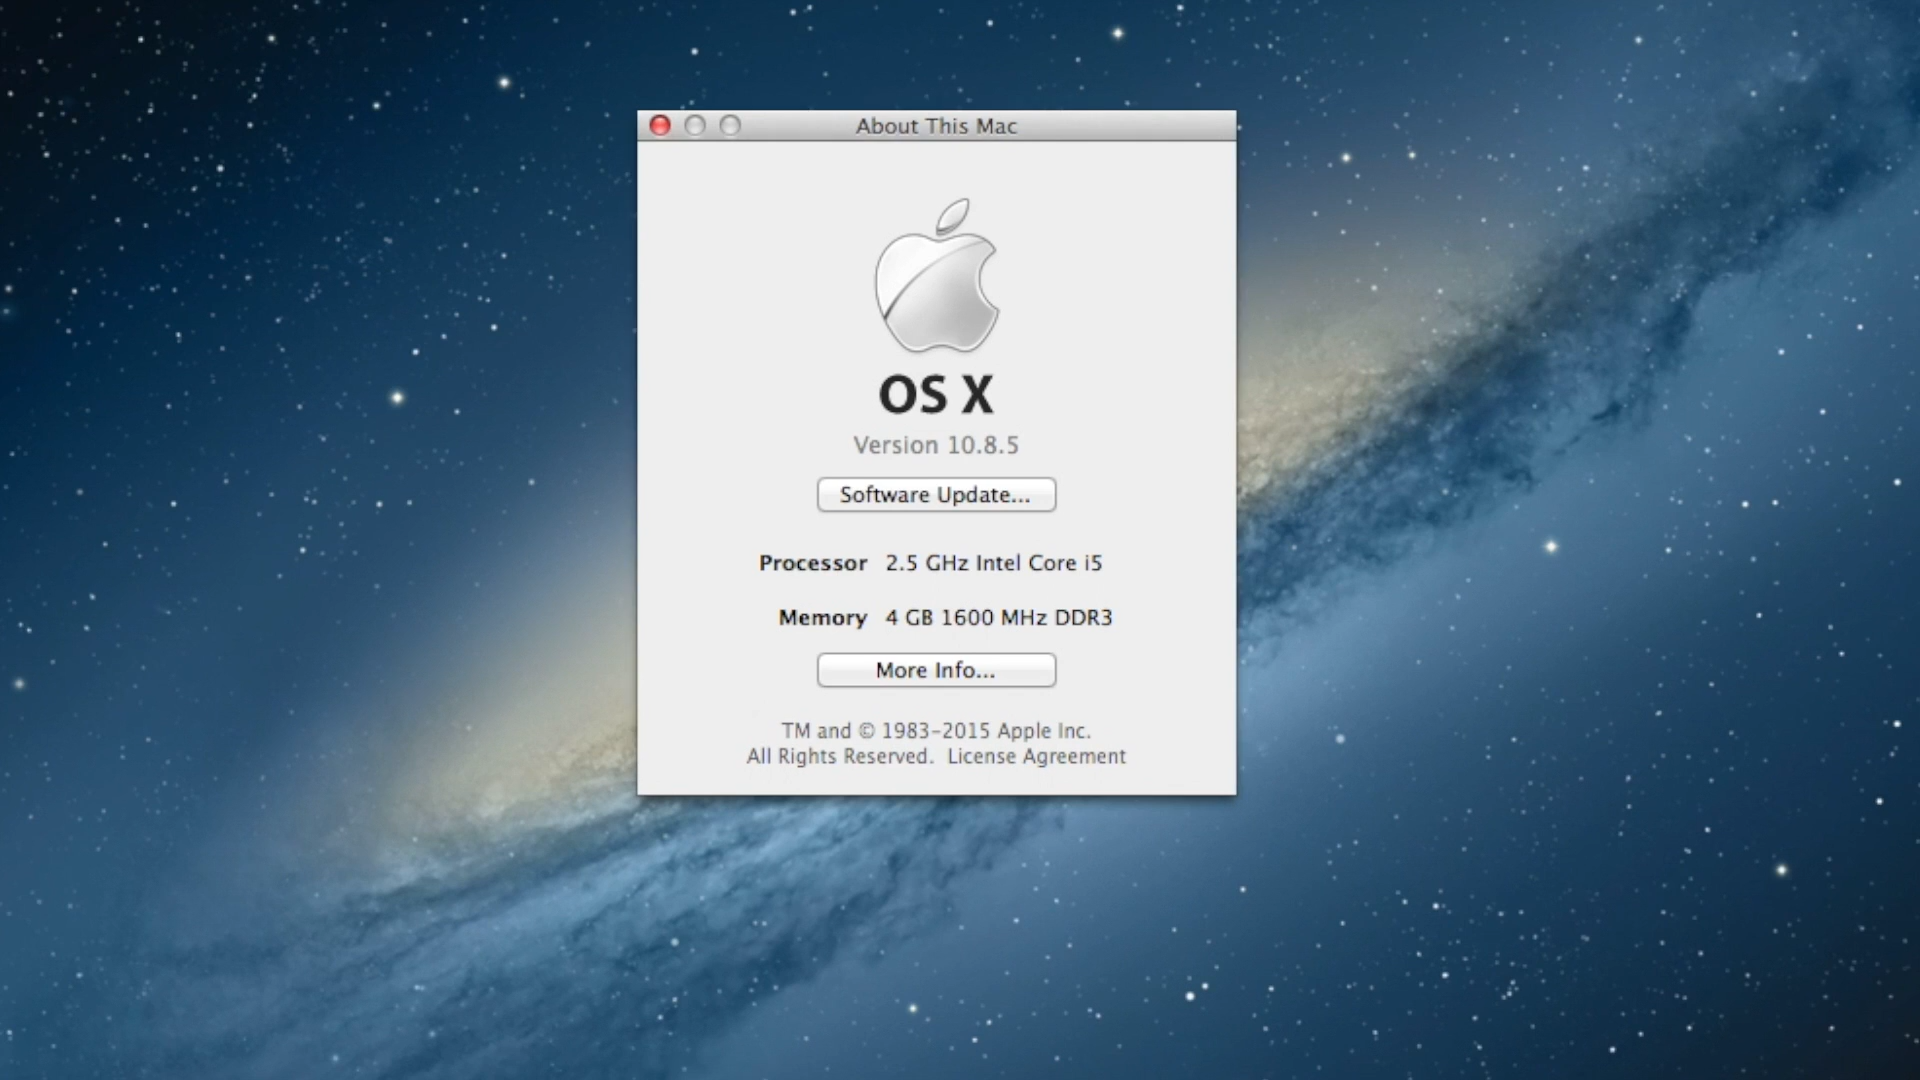 About This Mac
OS X
Version 10.8.5
Software Update...
Processor 2.5 GHz Intel Core i5
Memory 4 GB 1600 MHz DDR3
More Info...
TM and © 1983-2015 Apple Inc.
All Rights Reserved. License Agreement